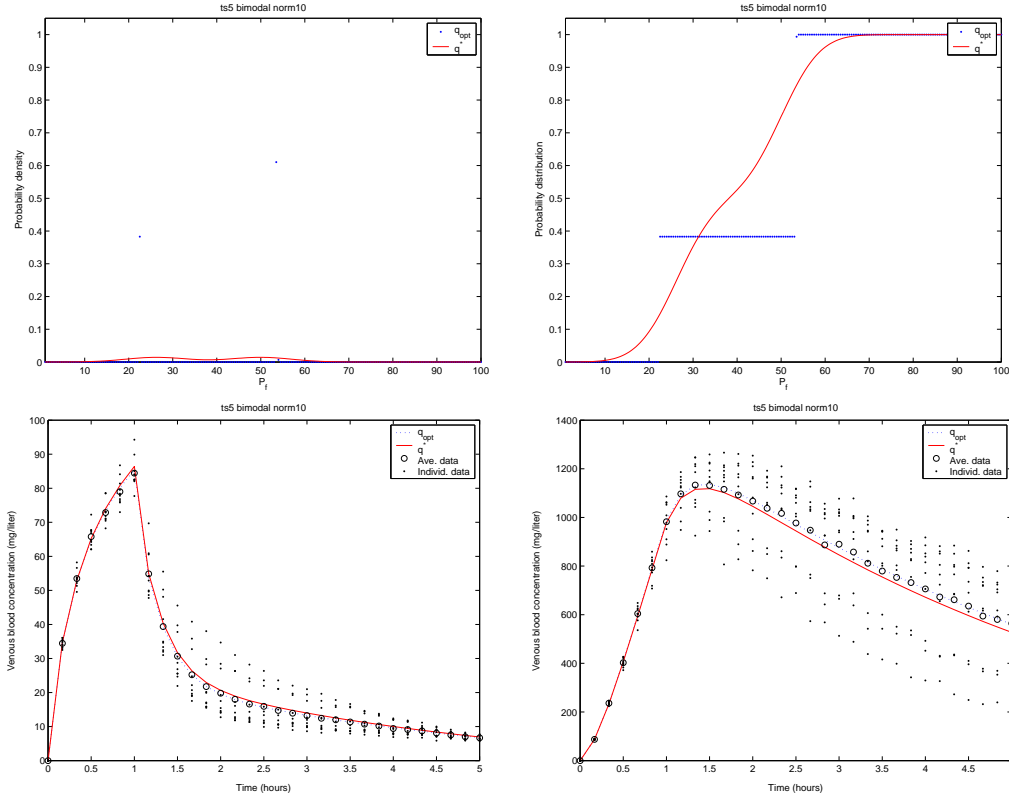 ts5 bimodal norm10
Probability density
1
0.9
0.8
0.7
0.6
0.5
0.4
0.3
0.2
0.1
0
10 20 30 40 50 60 70 80 90 100
P_f
q_opt
q^*
ts5 bimodal norm10
Probability distribution
1
0.9
0.8
0.7
0.6
0.5
0.4
0.3
0.2
0.1
0
10 20 30 40 50 60 70 80 90 100
P_f
q_opt
q^*
ts5 bimodal norm10
Venous blood concentration (mg/liter)
100
90
80
70
60
50
40
30
20
10
0
0 0.5 1 1.5 2 2.5 3 3.5 4 4.5 5
Time (hours)
q_opt
q^*
Ave. data
Individ. data
ts5 bimodal norm10
Venous blood concentration (mg/liter)
1400
1200
1000
800
600
400
200
0
0 0.5 1 1.5 2 2.5 3 3.5 4 4.5
Time (hours)
q_opt
q^*
Ave. data
Individ. data